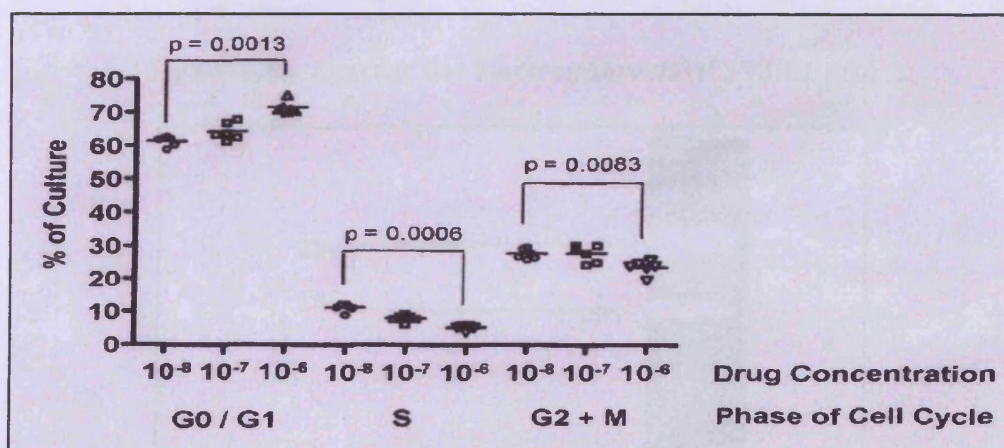 p = 0.0013
p = 0.0083
p = 0.0006
% of Culture
80
70
60
50
40
30
20
10
0
10-8 10-7 10-6 10-8 10-7 10-6 10-8 10-7 10-6 Drug Concentration
G0 / G1 S G2 + M Phase of Cell Cycle